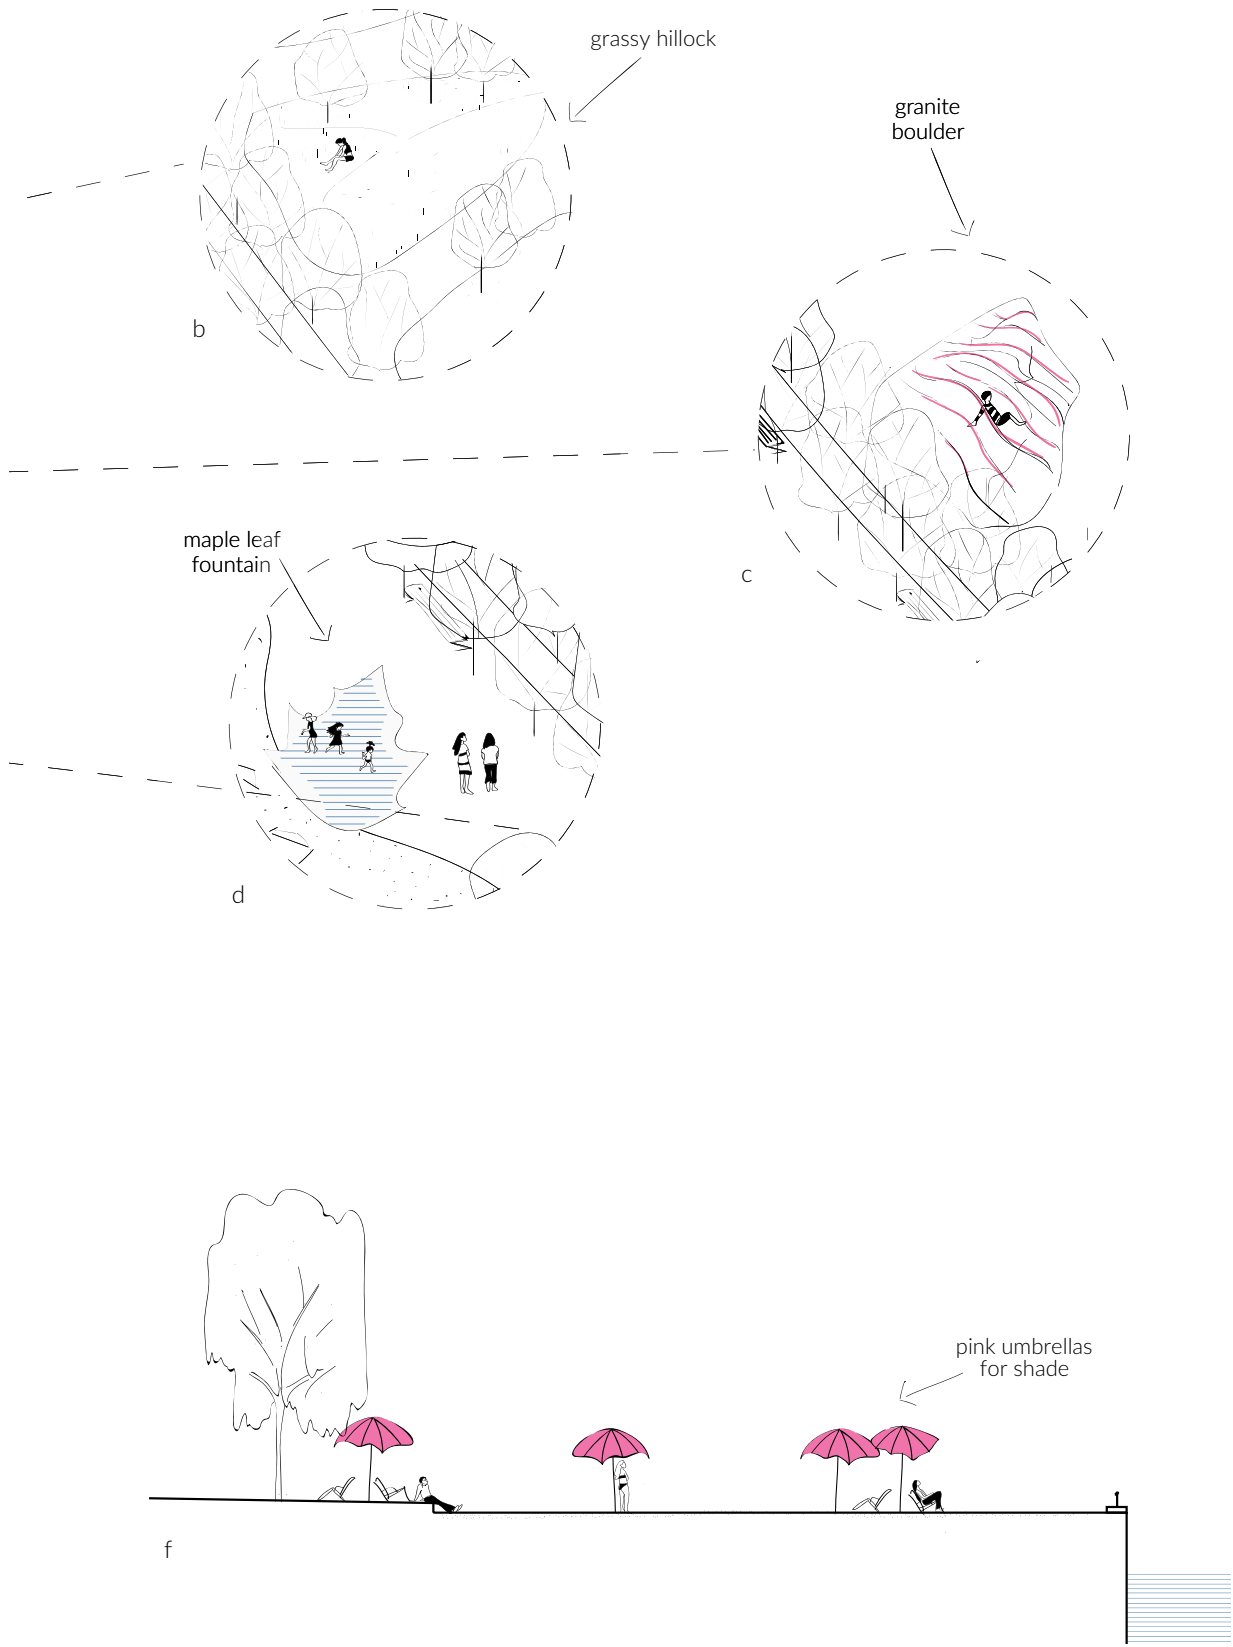 grassy hillock
granite
boulder
b
maple leaf
fountain
c
d
pink umbrellas
for shade
f